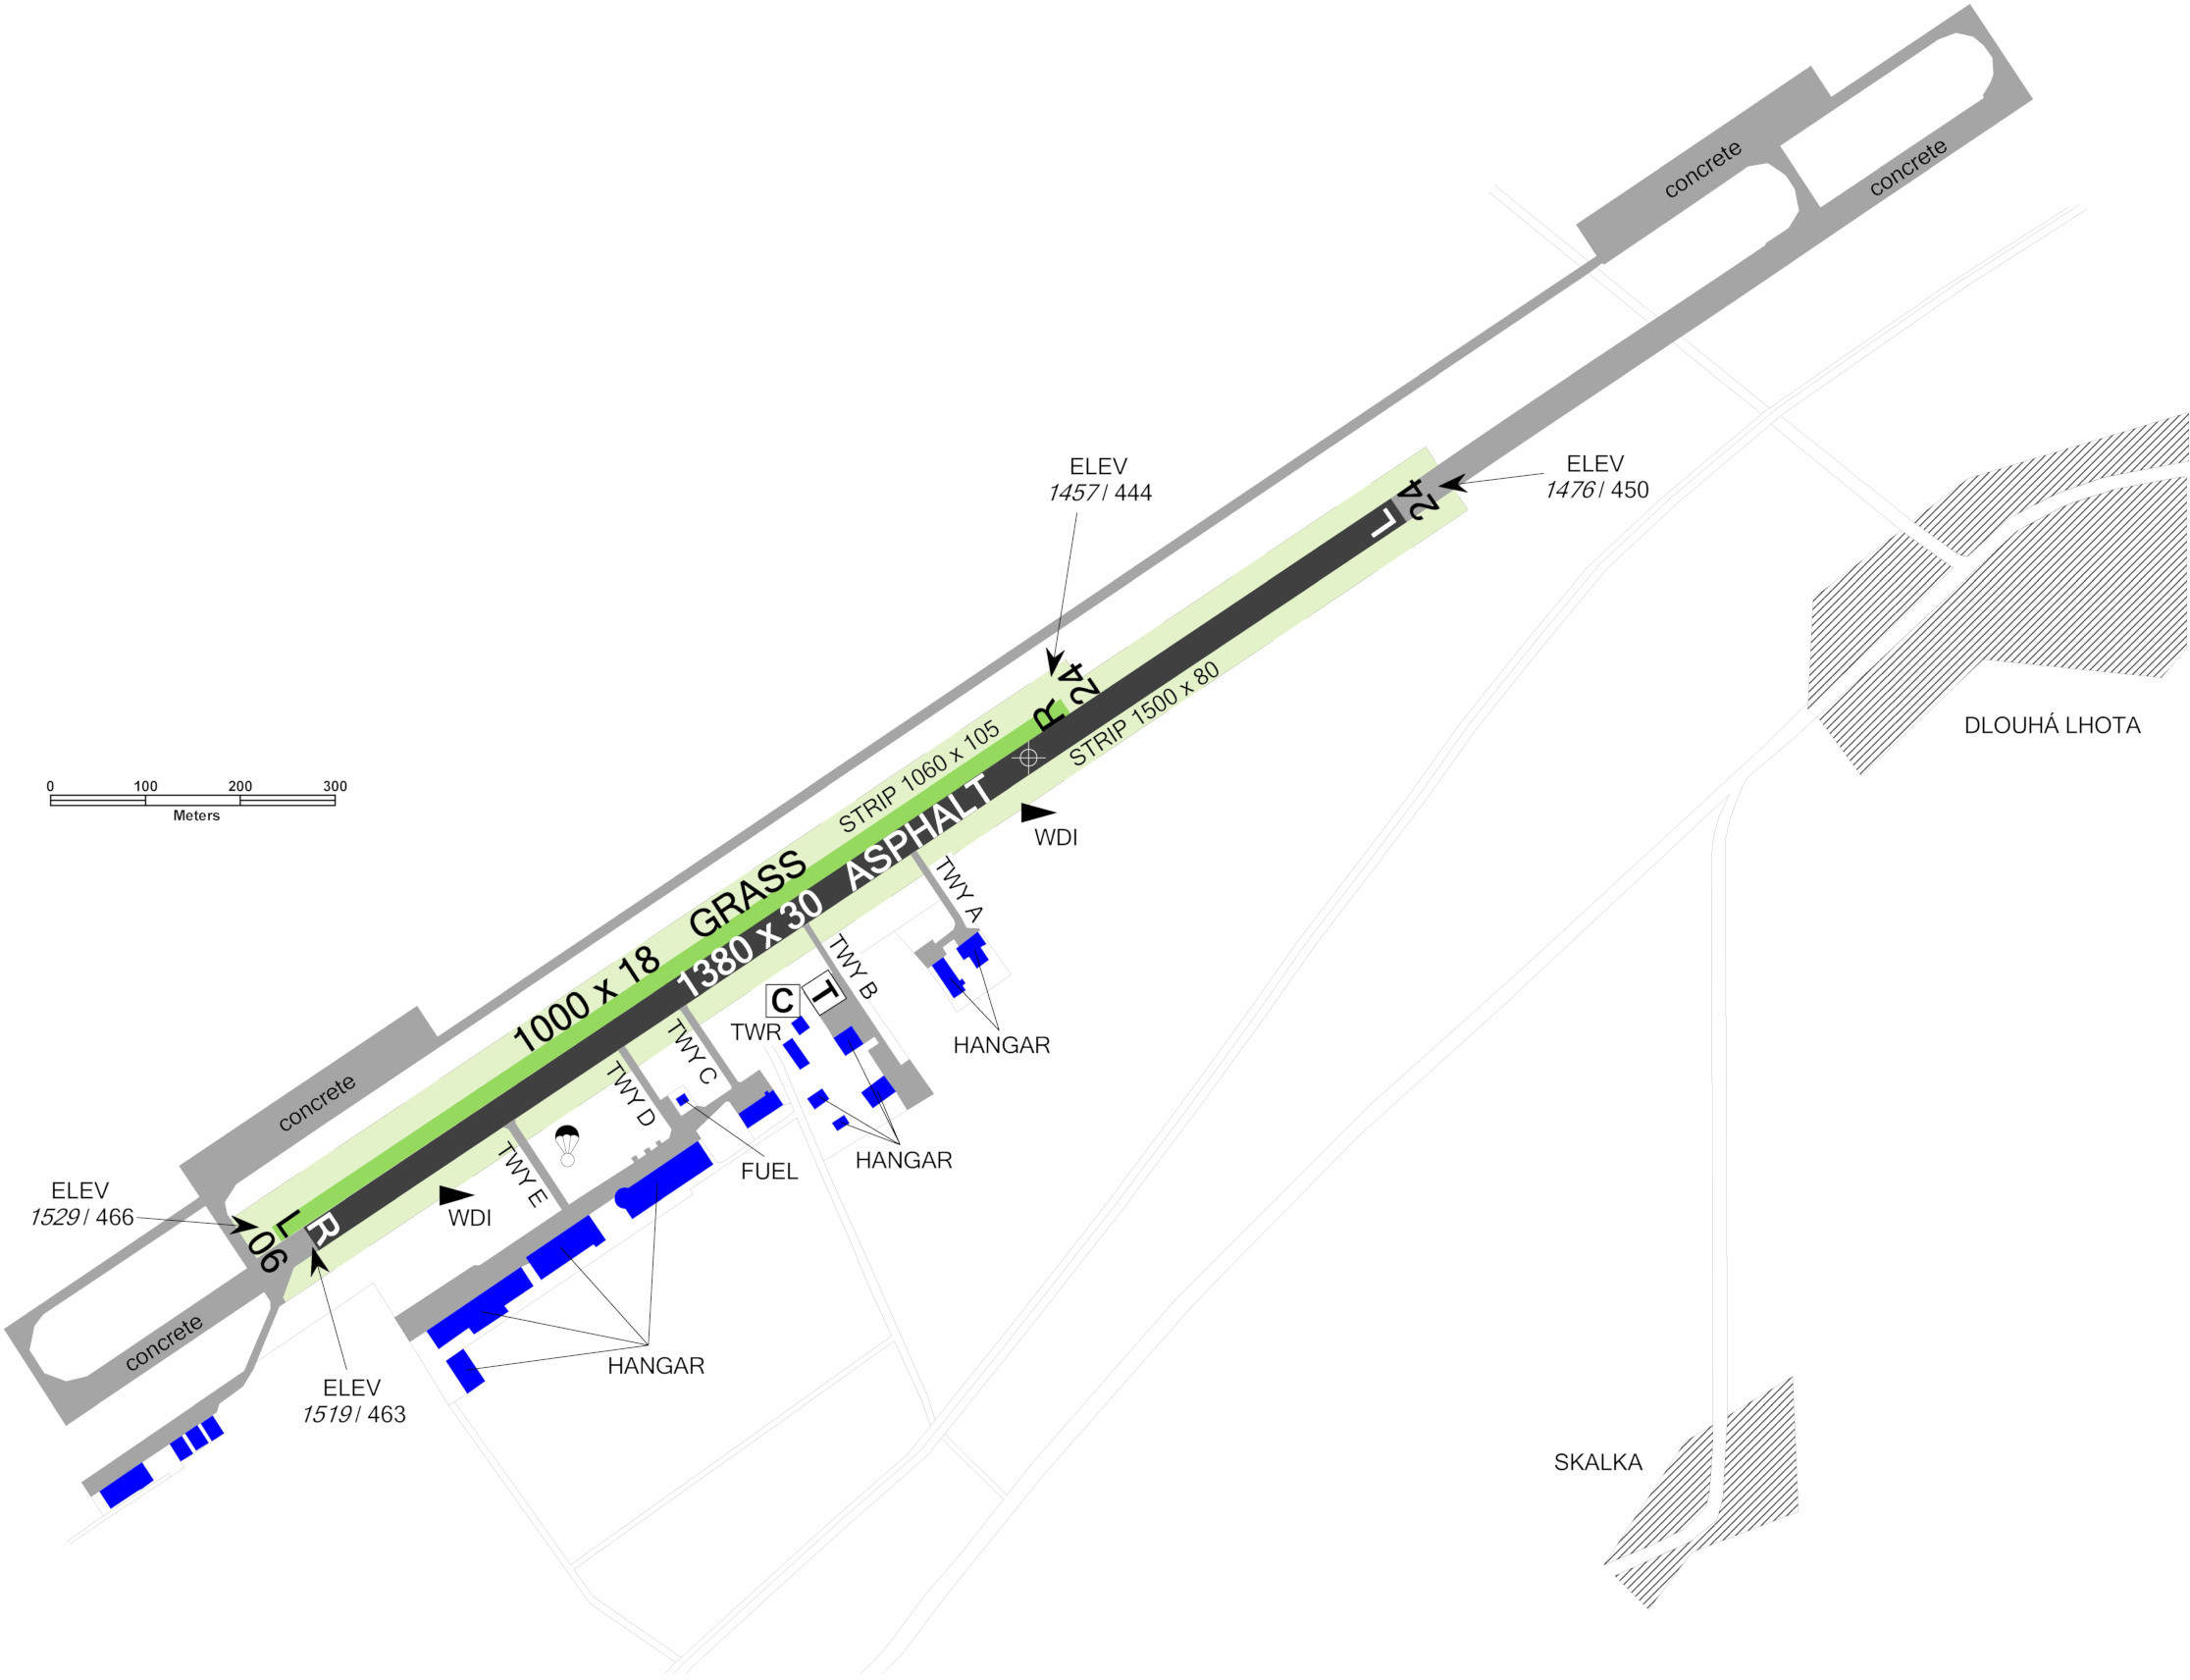 concrete
concrete
ELEV
1457 / 444
ELEV
1476 / 450
24
L
24
R
STRIP 1500 x 80
STRIP 1060 x 105
DLOUHÁ LHOTA
0 100 200 300
Meters
WDI
ASPHALT
GRASS
1380 x 30
1000 x 18
TWY A
TWY B
C
T
TWR
TWY C
HANGAR
TWY D
concrete
TWY E
FUEL
HANGAR
ELEV
1529 / 466
WDI
L
R
06
concrete
HANGAR
ELEV
1519 / 463
SKALKA